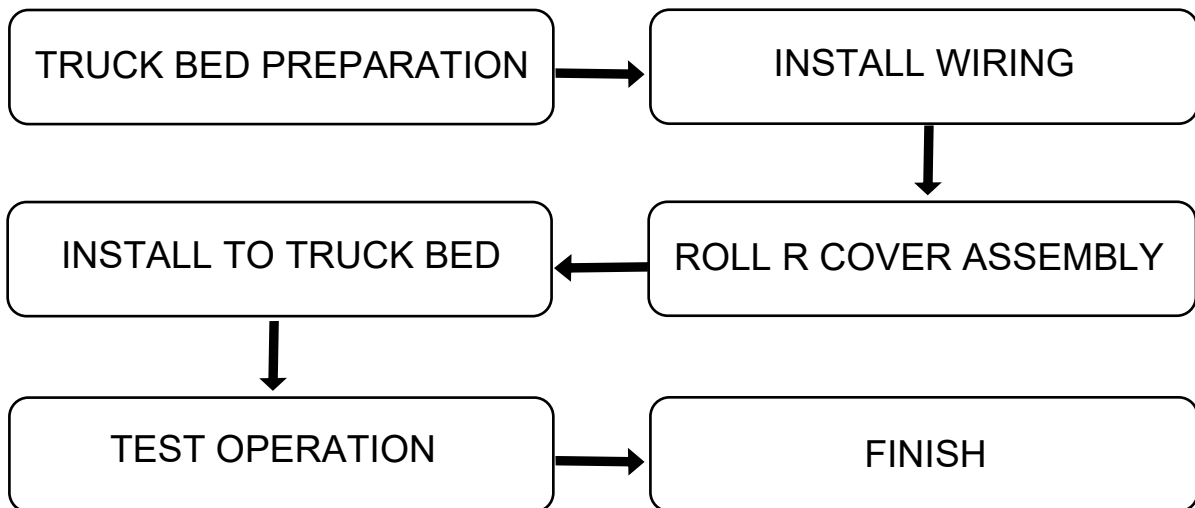 TRUCK BED PREPARATION
INSTALL WIRING
ROLL R COVER ASSEMBLY
INSTALL TO TRUCK BED
TEST OPERATION
FINISH